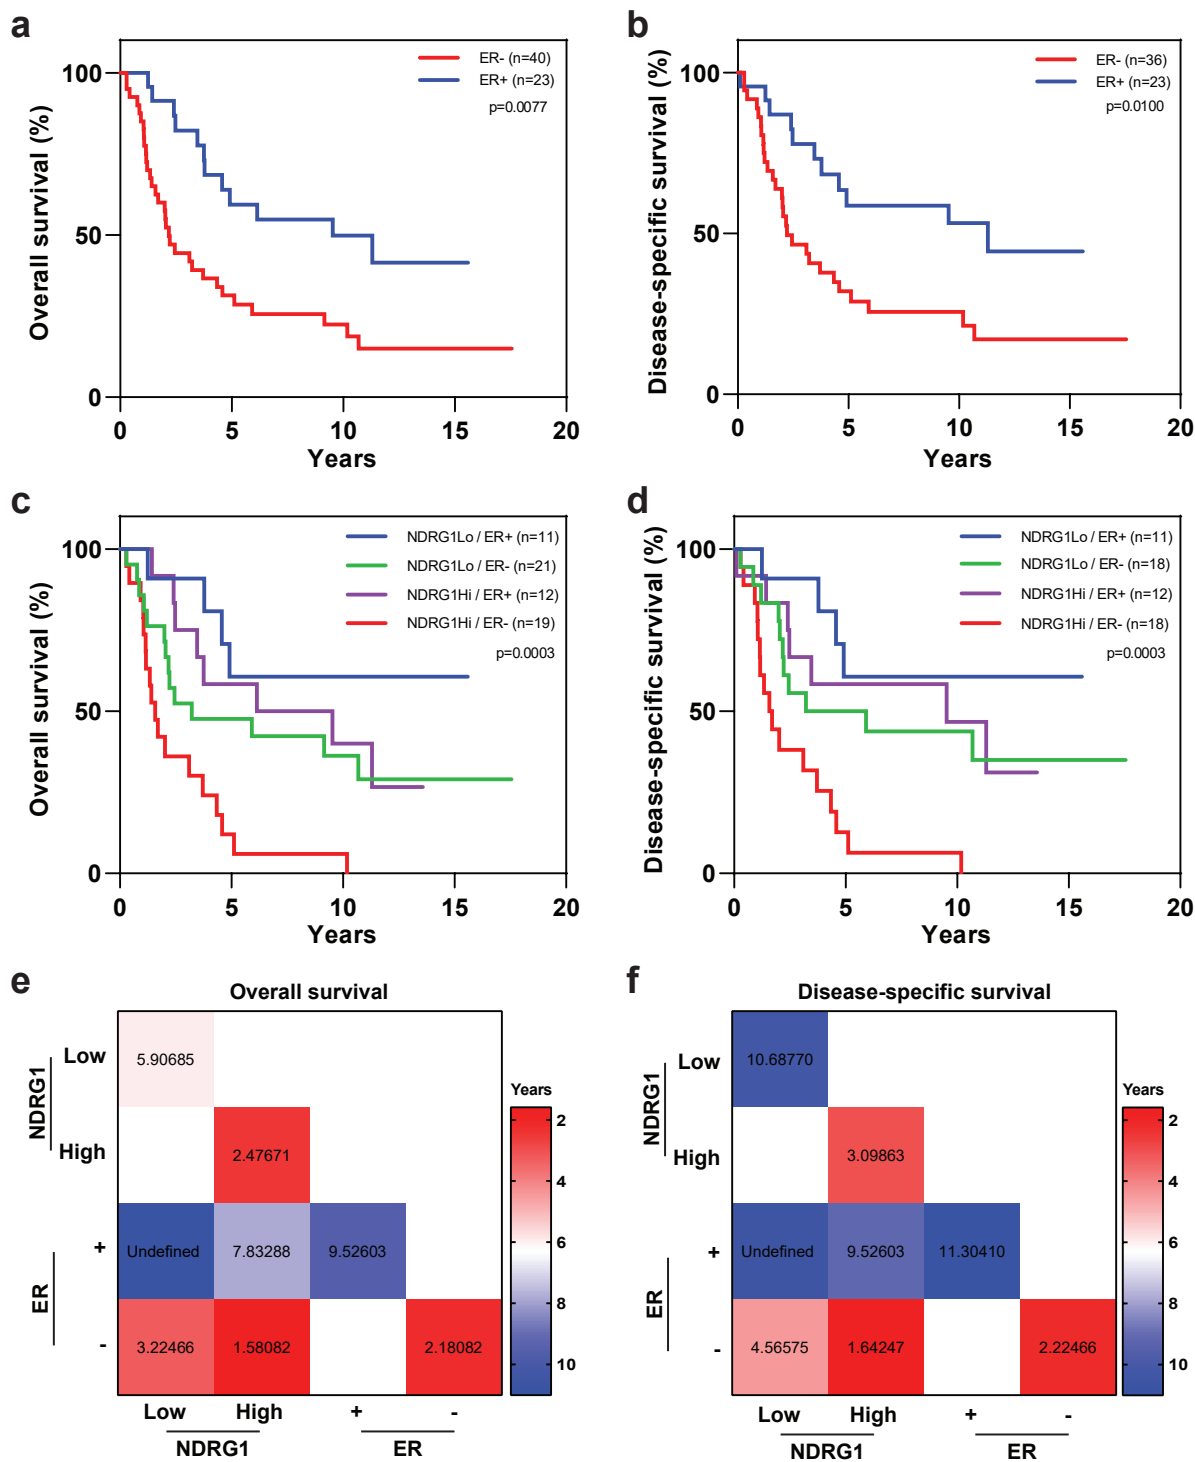 a
Overall survival (%)
100
50
0
ER- (n=40)
ER+ (n=23)
p=0.0077
0 5 10 15 20
Years
b
Disease-specific survival (%)
100
50
0
ER- (n=36)
ER+ (n=23)
p=0.0100
0 5 10 15 20
Years
c
Overall survival (%)
100
50
0
NDRG1Lo / ER+ (n=11)
NDRG1Lo / ER- (n=21)
NDRG1Hi / ER+ (n=12)
NDRG1Hi / ER- (n=19)
p=0.0003
0 5 10 15 20
Years
d
Disease-specific survival (%)
100
50
0
NDRG1Lo / ER+ (n=11)
NDRG1Lo / ER- (n=18)
NDRG1Hi / ER+ (n=12)
NDRG1Hi / ER- (n=18)
p=0.0003
0 5 10 15 20
Years
e
Overall survival
NDRG1
Low
5.90685
High
2.47671
ER
+
Undefined 7.83288 9.52603
-
3.22466 1.58082 2.18082
Low High + -
NDRG1 ER
Years
2
4
6
8
10
f
Disease-specific survival
NDRG1
Low
10.68770
High
3.09863
ER
+
Undefined 9.52603 11.30410
-
4.56575 1.64247 2.22466
Low High + -
NDRG1 ER
Years
2
4
6
8
10